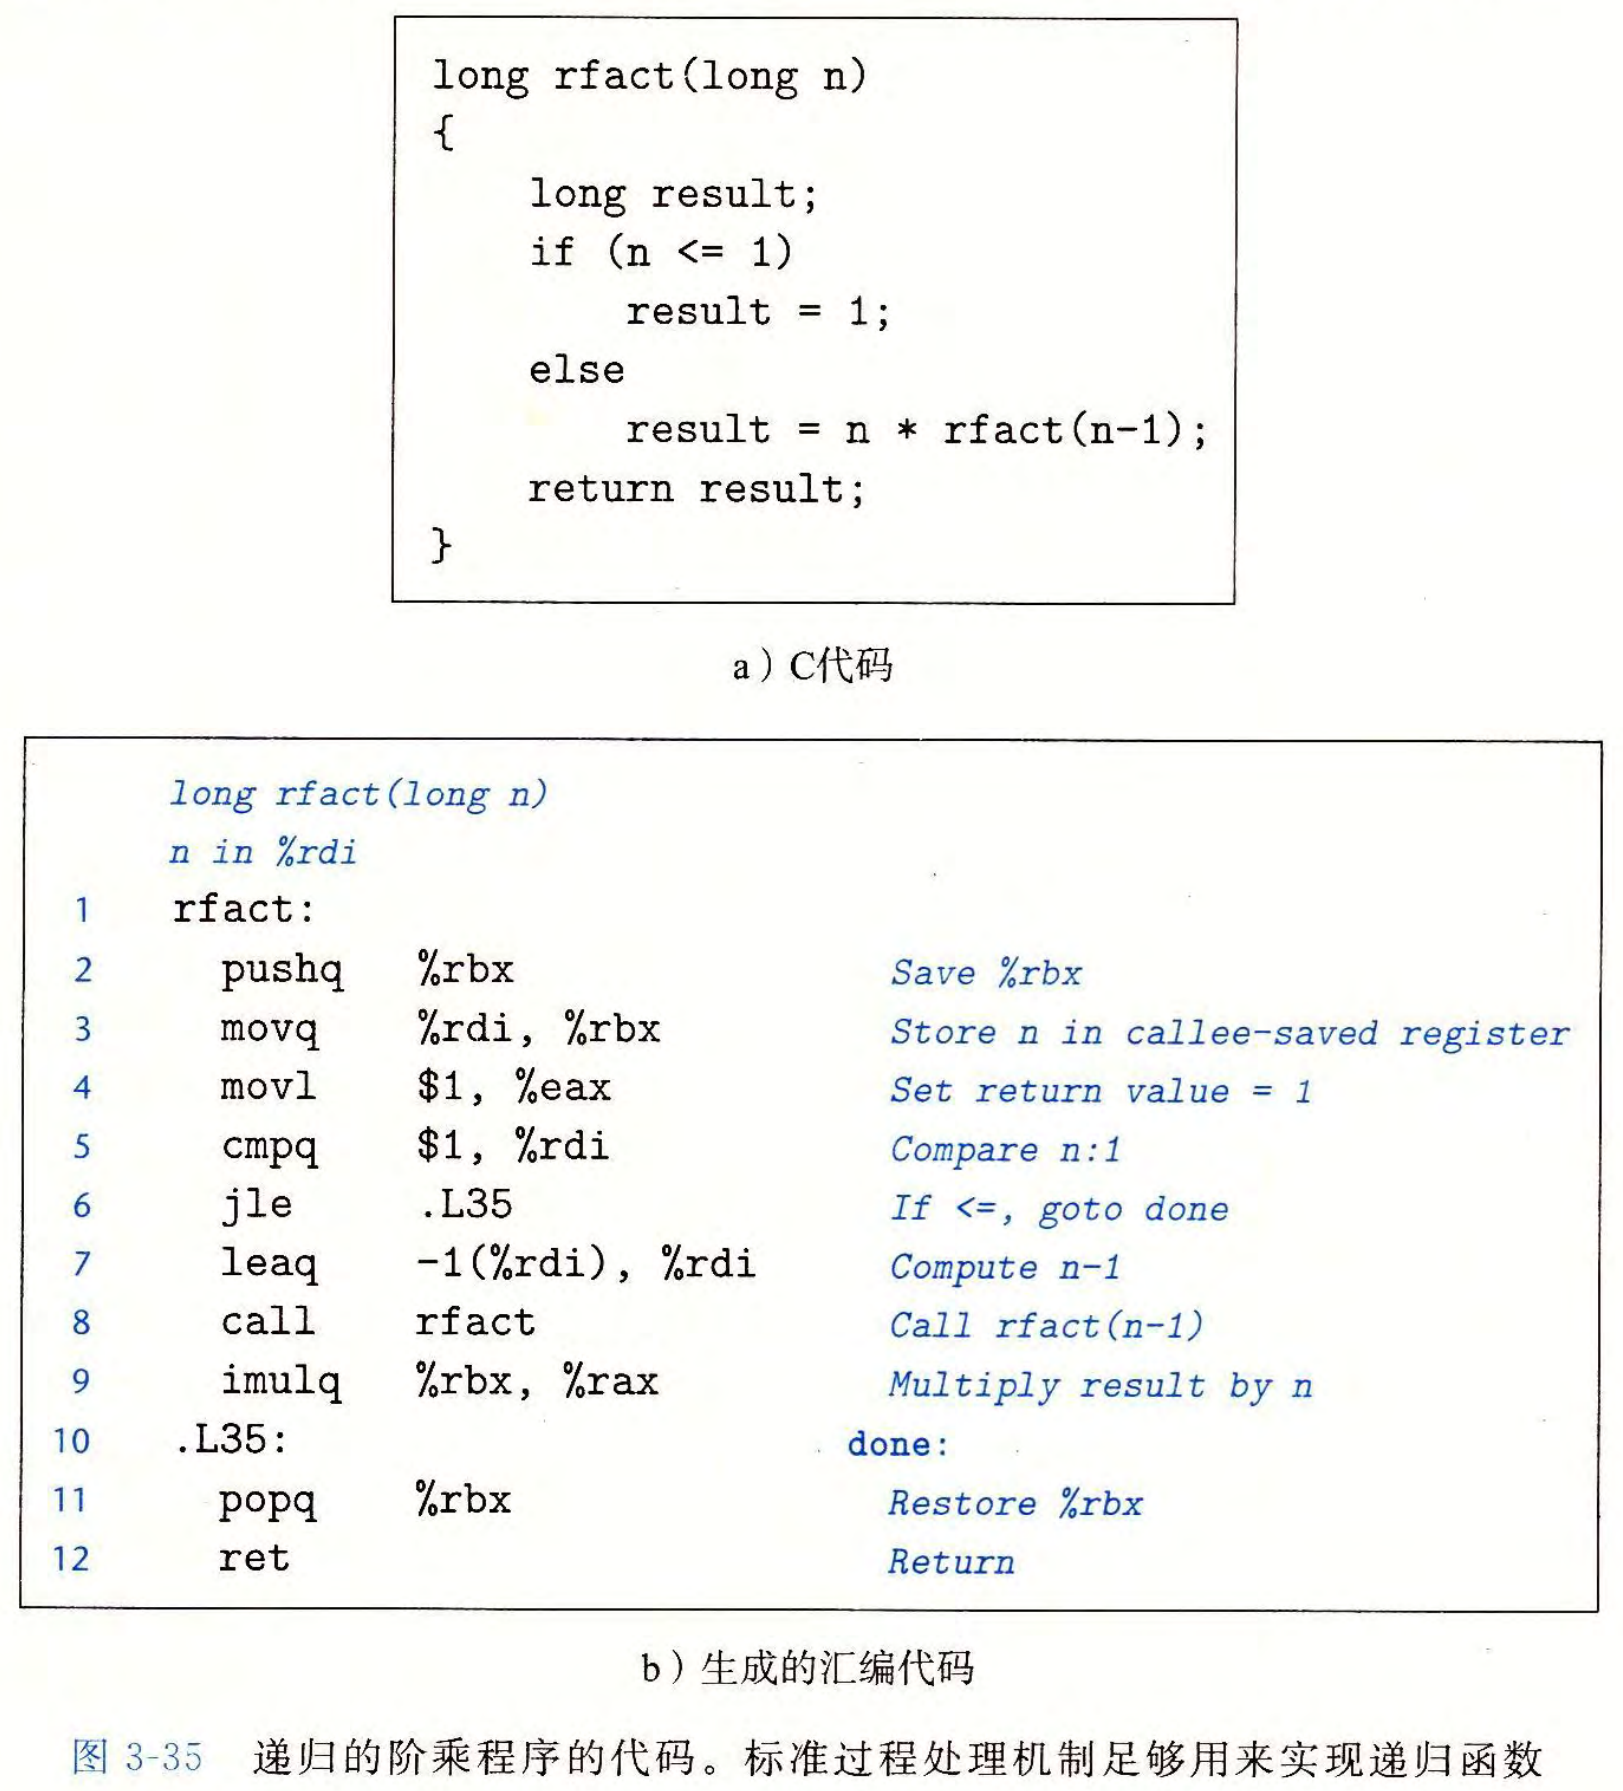 long rfact(long n)
{
    long result;
    if (n <= 1)
        result = 1;
    else
        result = n * rfact(n-1);
    return result;
}
a）C代码
long rfact(long n)
n in %rdi
1 rfact:
2 pushq %rbx Save %rbx
3 movq %rdi, %rbx Store n in callee-saved register
4 movl $1, %eax Set return value = 1
5 cmpq $1, %rdi Compare n:1
6 jle .L35 If <=, goto done
7 leaq -1(%rdi), %rdi Compute n-1
8 call rfact Call rfact(n-1)
9 imulq %rbx, %rax Multiply result by n
10 .L35: done:
11 popq %rbx Restore %rbx
12 ret Return
b）生成的汇编代码
图 3-35 递归的阶乘程序的代码。标准过程处理机制足够用来实现递归函数